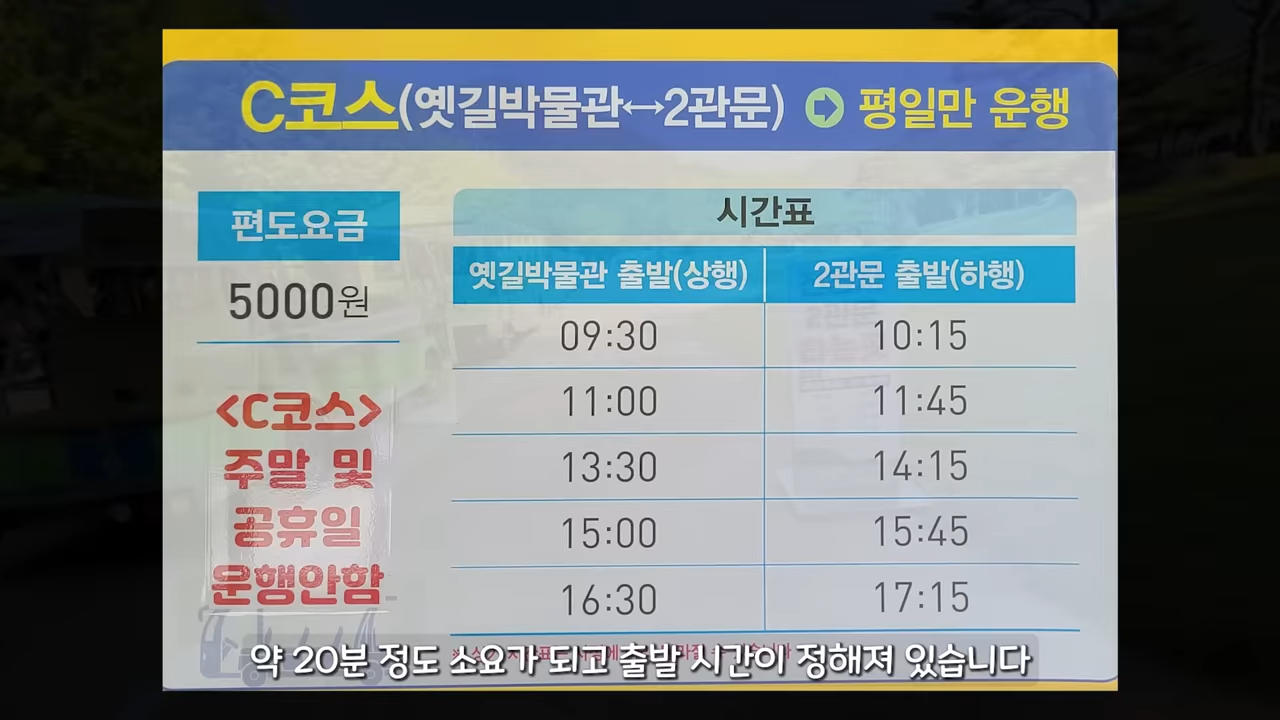 C코스(옛길박물관↔2관문) ➲ 평일만 운행
편도요금
5000원
<C코스>
주말 및
공휴일
운행안함
시간표
옛길박물관 출발(상행) 2관문 출발(하행)
09:30 10:15
11:00 11:45
13:30 14:15
15:00 15:45
16:30 17:15
약 20분 정도 소요가 되고 출발 시간이 정해져 있습니다